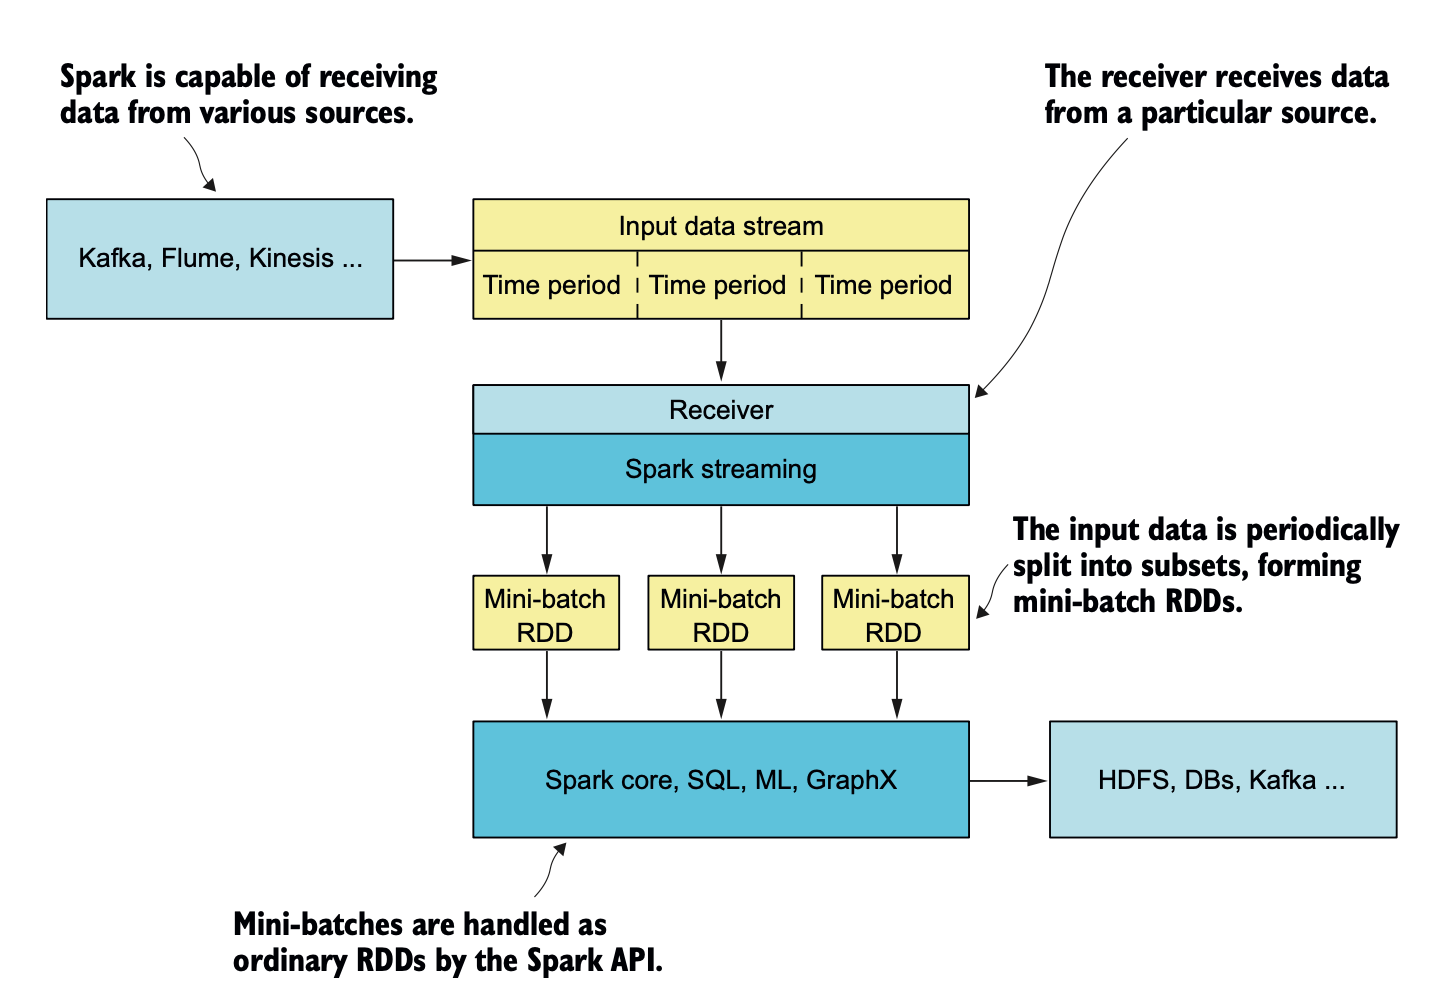 Spark is capable of receiving
data from various sources.
The receiver receives data
from a particular source.
Kafka, Flume, Kinesis ...
Input data stream
Time period
Time period
Time period
Receiver
Spark streaming
The input data is periodically
split into subsets, forming
mini-batch RDDs.
Mini-batch
RDD
Mini-batch
RDD
Mini-batch
RDD
Spark core, SQL, ML, GraphX
HDFS, DBs, Kafka ...
Mini-batches are handled as
ordinary RDDs by the Spark API.